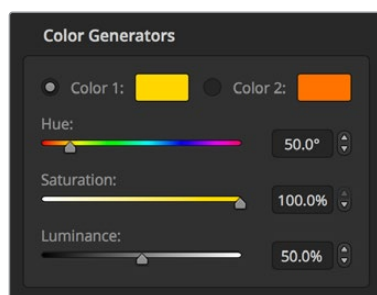 Color Generators
Color 1: Color 2:
Hue:
50.0°
Saturation:
100.0%
Luminance:
50.0%